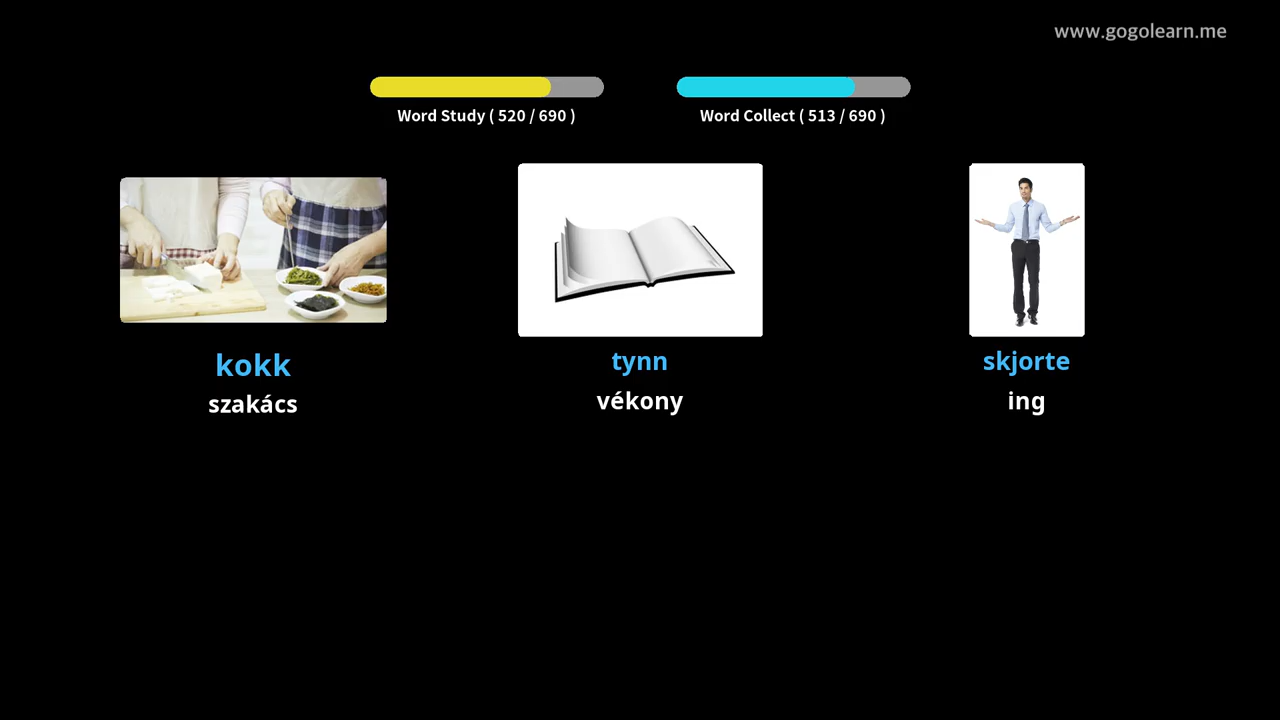 www.gogolearn.me
Word Study ( 520 / 690 )
Word Collect ( 513 / 690 )
kokk
szakács
tynn
vékony
skjorte
ing